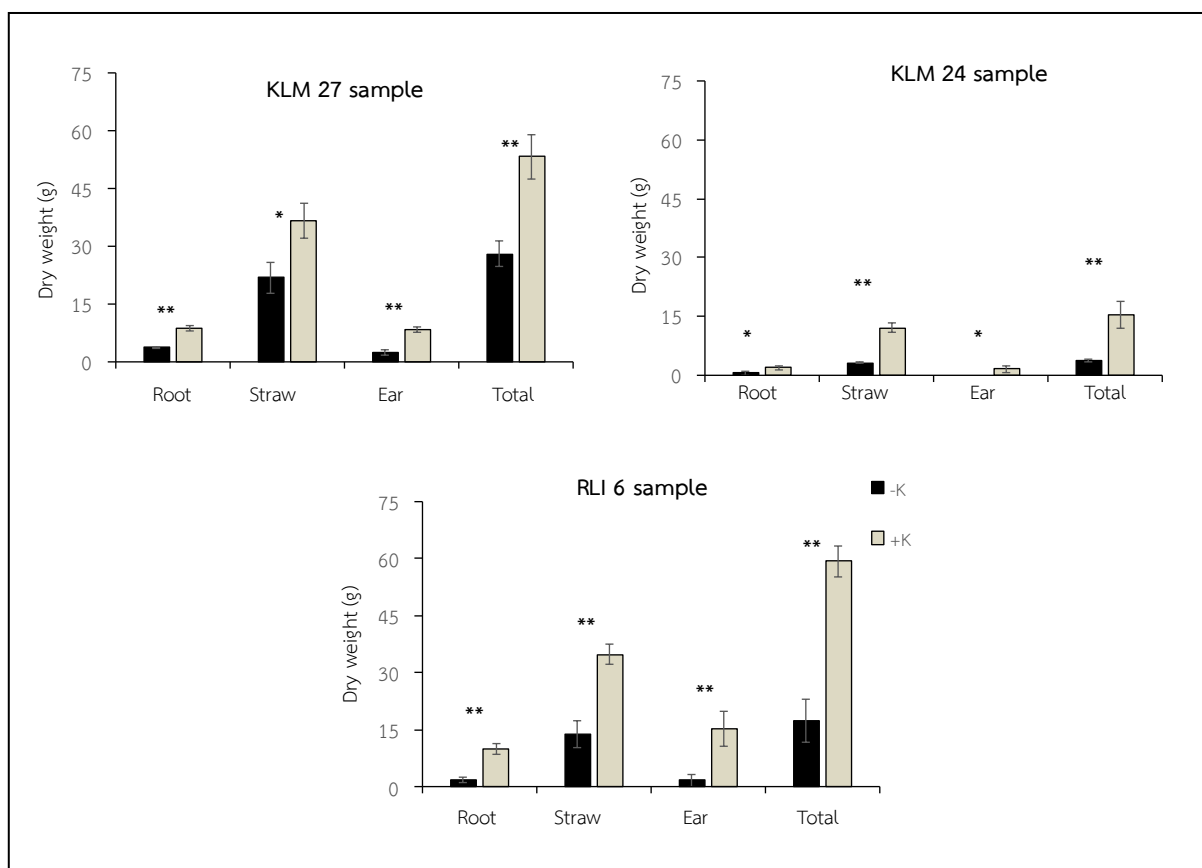 KLM 27 sample
Dry weight (g)
75
60
45
30
15
0
**
*
**
**
Root Straw Ear Total
KLM 24 sample
Dry weight (g)
75
60
45
30
15
0
*
**
*
**
Root Straw Ear Total
RLI 6 sample
Dry weight (g)
75
60
45
30
15
0
**
**
**
**
Root Straw Ear Total
-K
+K